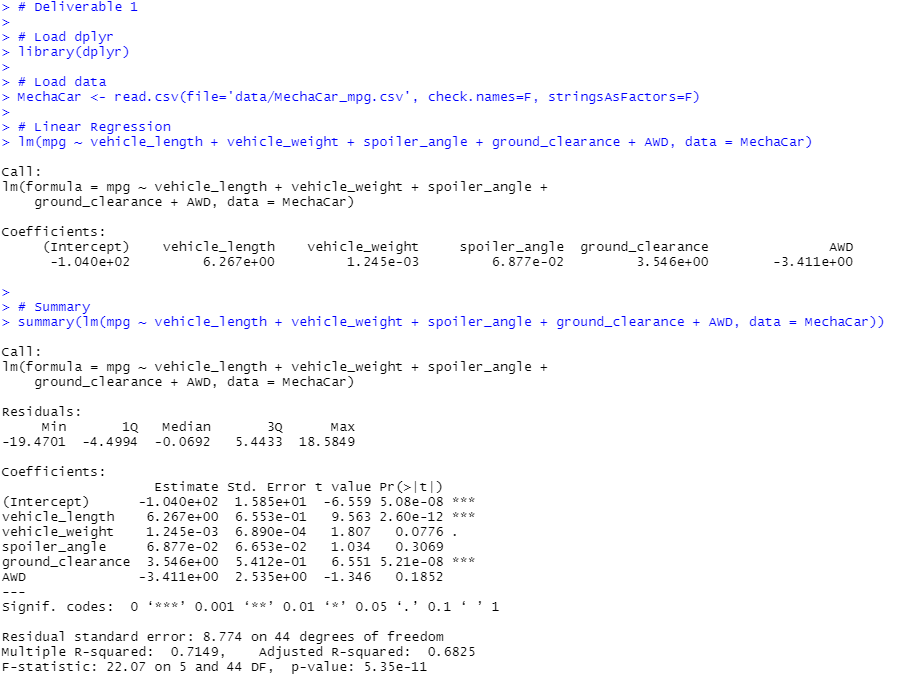 > # Deliverable 1
>
> # Load dplyr
> library(dplyr)
>
> # Load data
> MechaCar <- read.csv(file='data/MechaCar_mpg.csv', check.names=F, stringsAsFactors=F)
>
> # Linear Regression
> lm(mpg ~ vehicle_length + vehicle_weight + spoiler_angle + ground_clearance + AWD, data = MechaCar)

Call:
lm(formula = mpg ~ vehicle_length + vehicle_weight + spoiler_angle +
    ground_clearance + AWD, data = MechaCar)

Coefficients:
     (Intercept)    vehicle_length    vehicle_weight     spoiler_angle  ground_clearance               AWD
      -1.040e+02         6.267e+00         1.245e-03         6.877e-02         3.546e+00        -3.411e+00

>
> # Summary
> summary(lm(mpg ~ vehicle_length + vehicle_weight + spoiler_angle + ground_clearance + AWD, data = MechaCar))

Call:
lm(formula = mpg ~ vehicle_length + vehicle_weight + spoiler_angle +
    ground_clearance + AWD, data = MechaCar)

Residuals:
     Min       1Q   Median       3Q      Max
-19.4701  -4.4994  -0.0692   5.4433  18.5849

Coefficients:
                   Estimate Std. Error t value Pr(>|t|)
(Intercept)      -1.040e+02  1.585e+01  -6.559 5.08e-08 ***
vehicle_length    6.267e+00  6.553e-01   9.563 2.60e-12 ***
vehicle_weight    1.245e-03  6.890e-04   1.807   0.0776 .
spoiler_angle     6.877e-02  6.653e-02   1.034   0.3069
ground_clearance  3.546e+00  5.412e-01   6.551 5.21e-08 ***
AWD              -3.411e+00  2.535e+00  -1.346   0.1852
---
Signif. codes:  0 ‘***’ 0.001 ‘**’ 0.01 ‘*’ 0.05 ‘.’ 0.1 ‘ ’ 1

Residual standard error: 8.774 on 44 degrees of freedom
Multiple R-squared:  0.7149,    Adjusted R-squared:  0.6825
F-statistic: 22.07 on 5 and 44 DF,  p-value: 5.35e-11